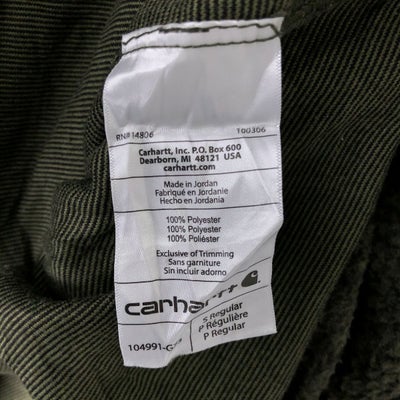 RN# 14806 100306
Carhartt, Inc. P.O. Box 600
Dearborn, MI 48121 USA
carhartt.com
Made in Jordan
Fabriqué en Jordanie
Hecho en Jordania
100% Polyester
100% Polyester
100% Poliéster
Exclusive of Trimming
Sans garniture
Sin incluir adorno
carhartt
S Regular
P Régulière
P Regular